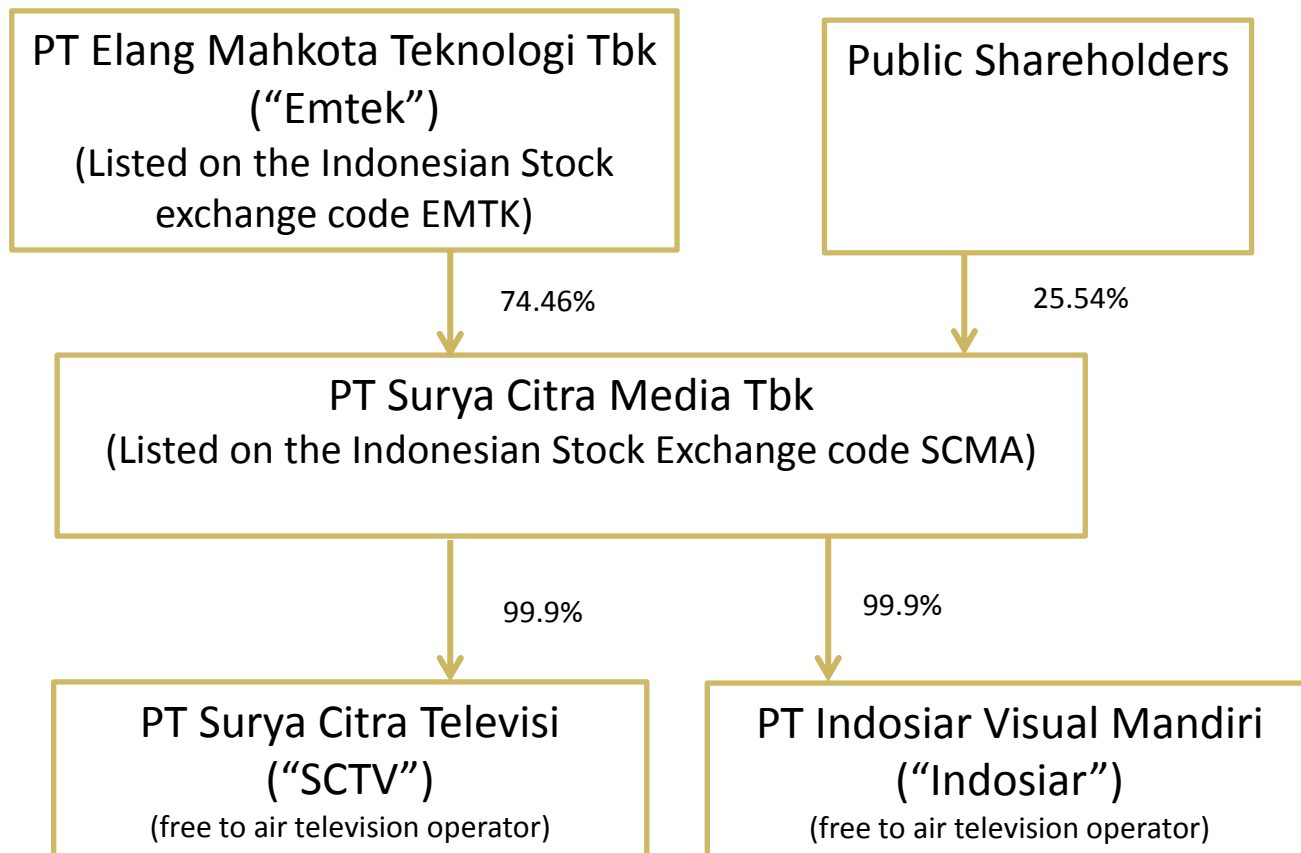 PT Elang Mahkota Teknologi Tbk
(“Emtek”)
(Listed on the Indonesian Stock
exchange code EMTK)
Public Shareholders
74.46%
25.54%
PT Surya Citra Media Tbk
(Listed on the Indonesian Stock Exchange code SCMA)
99.9%
99.9%
PT Surya Citra Televisi
(“SCTV”)
(free to air television operator)
PT Indosiar Visual Mandiri
(“Indosiar”)
(free to air television operator)